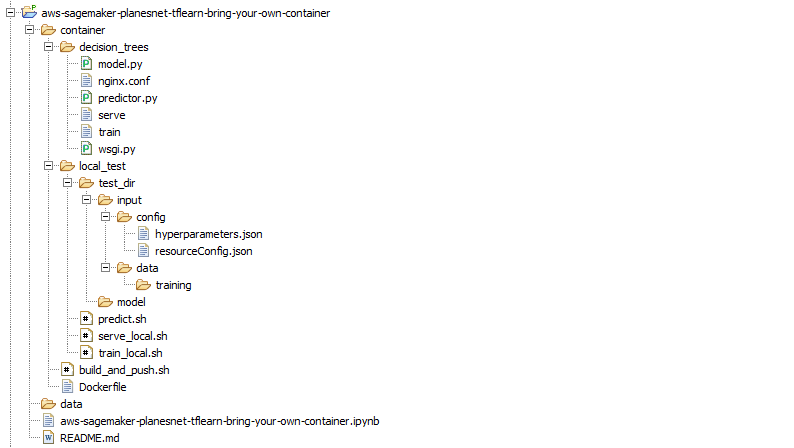 aws-sagemaker-planesnet-tflearn-bring-your-own-container
container
decision_trees
model.py
nginx.conf
predictor.py
serve
train
wsgi.py
local_test
test_dir
input
config
hyperparameters.json
resourceConfig.json
data
training
model
predict.sh
serve_local.sh
train_local.sh
build_and_push.sh
Dockerfile
data
aws-sagemaker-planesnet-tflearn-bring-your-own-container.ipynb
README.md